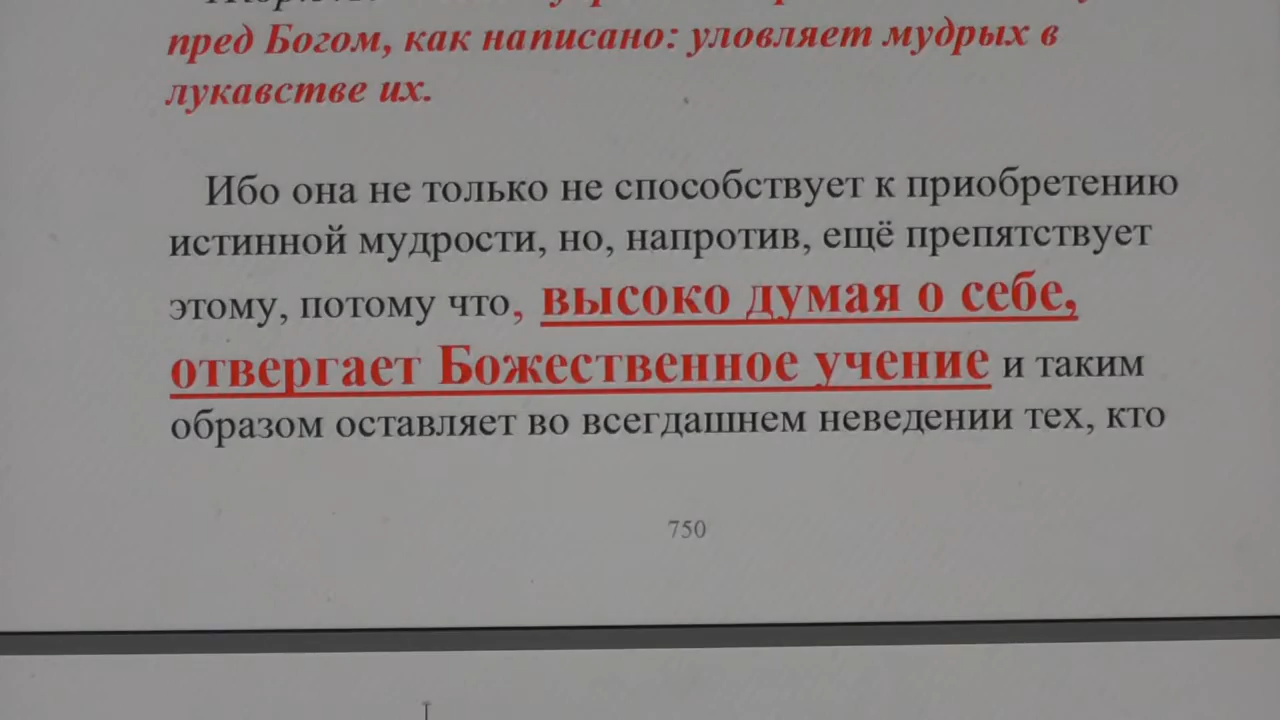 пред Богом, как написано: уловляет мудрых в
лукавстве их.
Ибо она не только не способствует к приобретению
истинной мудрости, но, напротив, ещё препятствует
этому, потому что, высоко думая о себе,
отвергает Божественное учение и таким
образом оставляет во всегдашнем неведении тех, кто
750